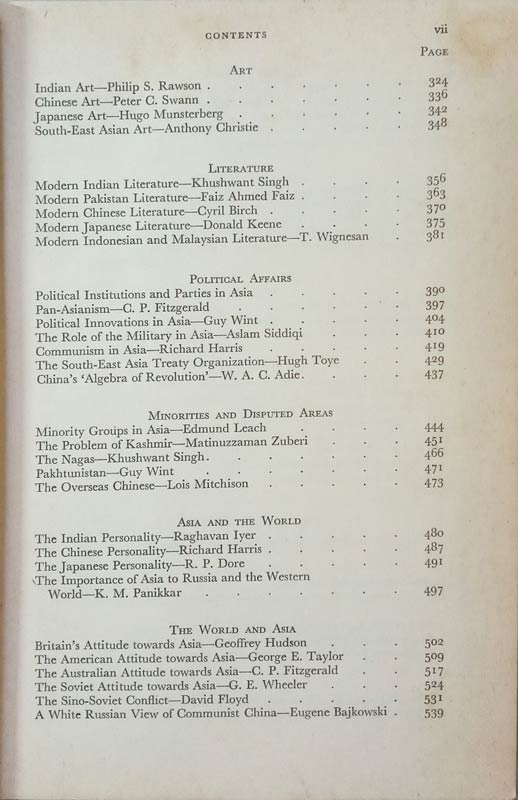 CONTENTS vii
PAGE
ART
Indian Art—Philip S. Rawson . . . . . . . 324
Chinese Art—Peter C. Swann . . . . . . . 336
Japanese Art—Hugo Munsterberg . . . . . . 342
South-East Asian Art—Anthony Christie . . . . . 348
LITERATURE
Modern Indian Literature—Khushwant Singh . . . . 356
Modern Pakistan Literature—Faiz Ahmed Faiz . . . . 363
Modern Chinese Literature—Cyril Birch . . . . . 370
Modern Japanese Literature—Donald Keene . . . . 375
Modern Indonesian and Malaysian Literature—T. Wignesan . 381
POLITICAL AFFAIRS
Political Institutions and Parties in Asia . . . . . 390
Pan-Asianism—C. P. Fitzgerald . . . . . . 397
Political Innovations in Asia—Guy Wint . . . . . 404
The Role of the Military in Asia—Aslam Siddiqi . . . 410
Communism in Asia—Richard Harris . . . . . 419
The South-East Asia Treaty Organization—Hugh Toye . . 429
China's 'Algebra of Revolution'—W. A. C. Adie. . . . 437
MINORITIES AND DISPUTED AREAS
Minority Groups in Asia—Edmund Leach . . . . 444
The Problem of Kashmir—Matinuzzaman Zuberi . . . 451
The Nagas—Khushwant Singh. . . . . . . 466
Pakhtunistan—Guy Wint . . . . . . . 471
The Overseas Chinese—Lois Mitchison . . . . . 473
ASIA AND THE WORLD
The Indian Personality—Raghavan Iyer . . . . . 480
The Chinese Personality—Richard Harris . . . . . 487
The Japanese Personality—R. P. Dore . . . . . 491
The Importance of Asia to Russia and the Western
World—K. M. Panikkar . . . . . . 497
THE WORLD AND ASIA
Britain's Attitude towards Asia—Geoffrey Hudson . . . 502
The American Attitude towards Asia—George E. Taylor . . 509
The Australian Attitude towards Asia—C. P. Fitzgerald . . 517
The Soviet Attitude towards Asia—G. E. Wheeler . . . 524
The Sino-Soviet Conflict—David Floyd . . . . . 531
A White Russian View of Communist China—Eugene Bajkowski . 539